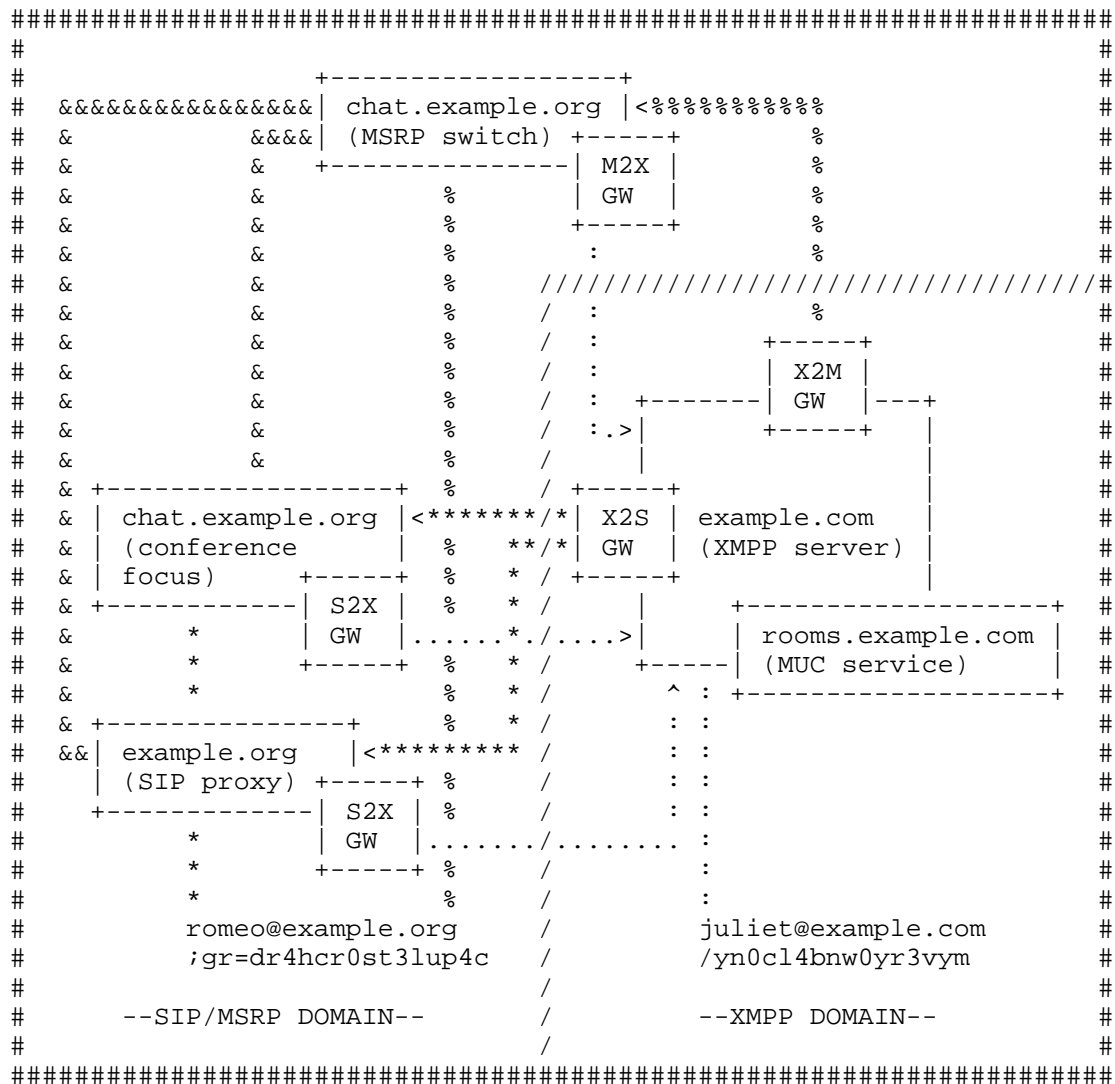 chat.example.org
(MSRP switch)
M2X
GW
X2M
GW
chat.example.org X2S example.com
(conference GW (XMPP server)
focus)
S2X
GW rooms.example.com
(MUC service)
example.org
(SIP proxy)
S2X
GW
romeo@example.org juliet@example.com
;gr=dr4hcr0st3lup4c /yn0cl4bnw0yr3vym
--SIP/MSRP DOMAIN-- --XMPP DOMAIN--